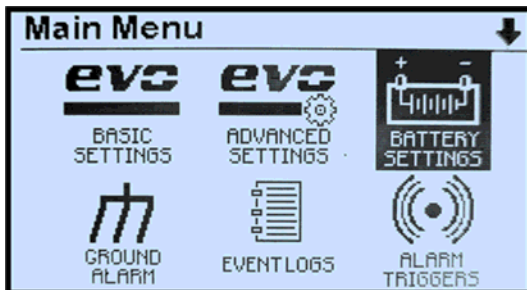 Main Menu
evo
evo
BASIC
SETTINGS
ADVANCED
SETTINGS
+ -
BATTERY
SETTINGS
GROUND
ALARM
EVENT LOGS
ALARM
TRIGGERS